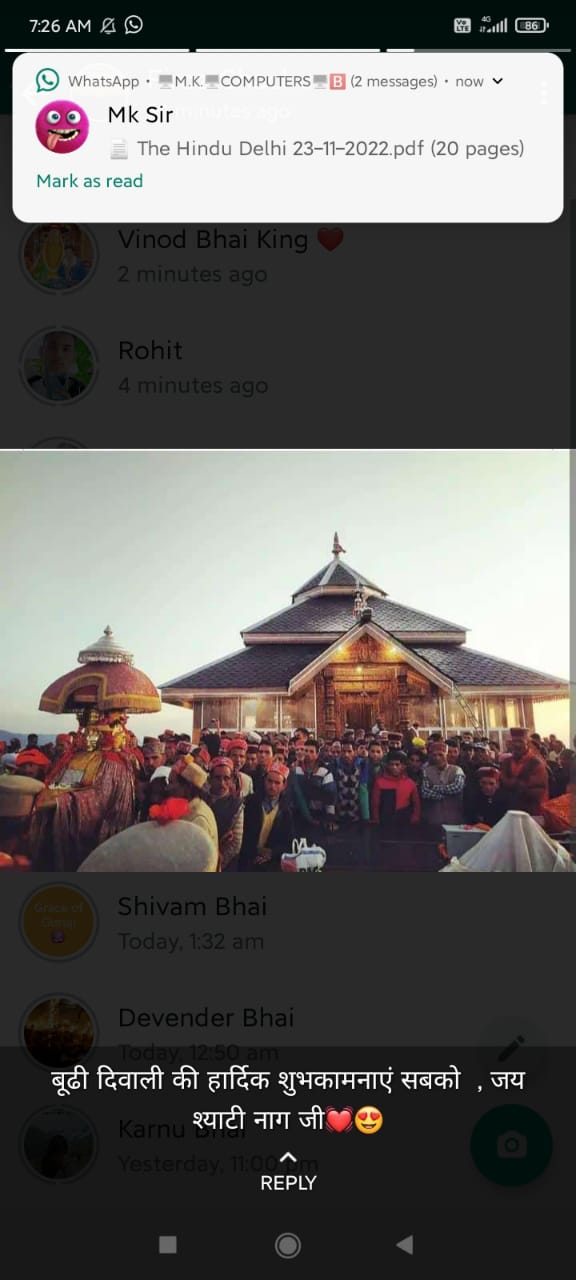 7:26 AM
Vo LTE 4G 86
WhatsApp • 🖥️M.K.🖥️COMPUTERS🖥️🅱️ (2 messages) • now
Mk Sir
minutes ago
📄 The Hindu Delhi 23-11-2022.pdf (20 pages)
Mark as read
Vinod Bhai King ❤️
2 minutes ago
Rohit
4 minutes ago
Shivam Bhai
Today, 1:32 am
Devender Bhai
Today, 12:50 am
बूढी दिवाली की हार्दिक शुभकामनाएं सबको , जय
श्याटी नाग जी💓😍
Karnu Bhai
Yesterday, 11:00 pm
REPLY